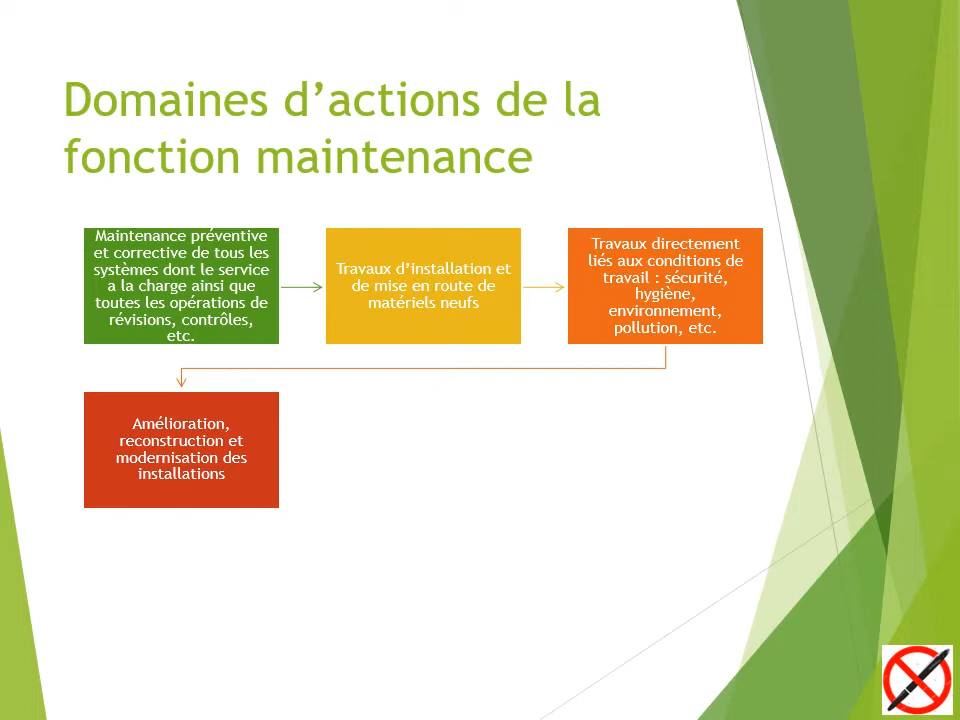 Domaines d’actions de la
fonction maintenance
Maintenance préventive
et corrective de tous les
systèmes dont le service
a la charge ainsi que
toutes les opérations de
révisions, contrôles,
etc.
Travaux d’installation et
de mise en route de
matériels neufs
Travaux directement
liés aux conditions de
travail : sécurité,
hygiène,
environnement,
pollution, etc.
Amélioration,
reconstruction et
modernisation des
installations